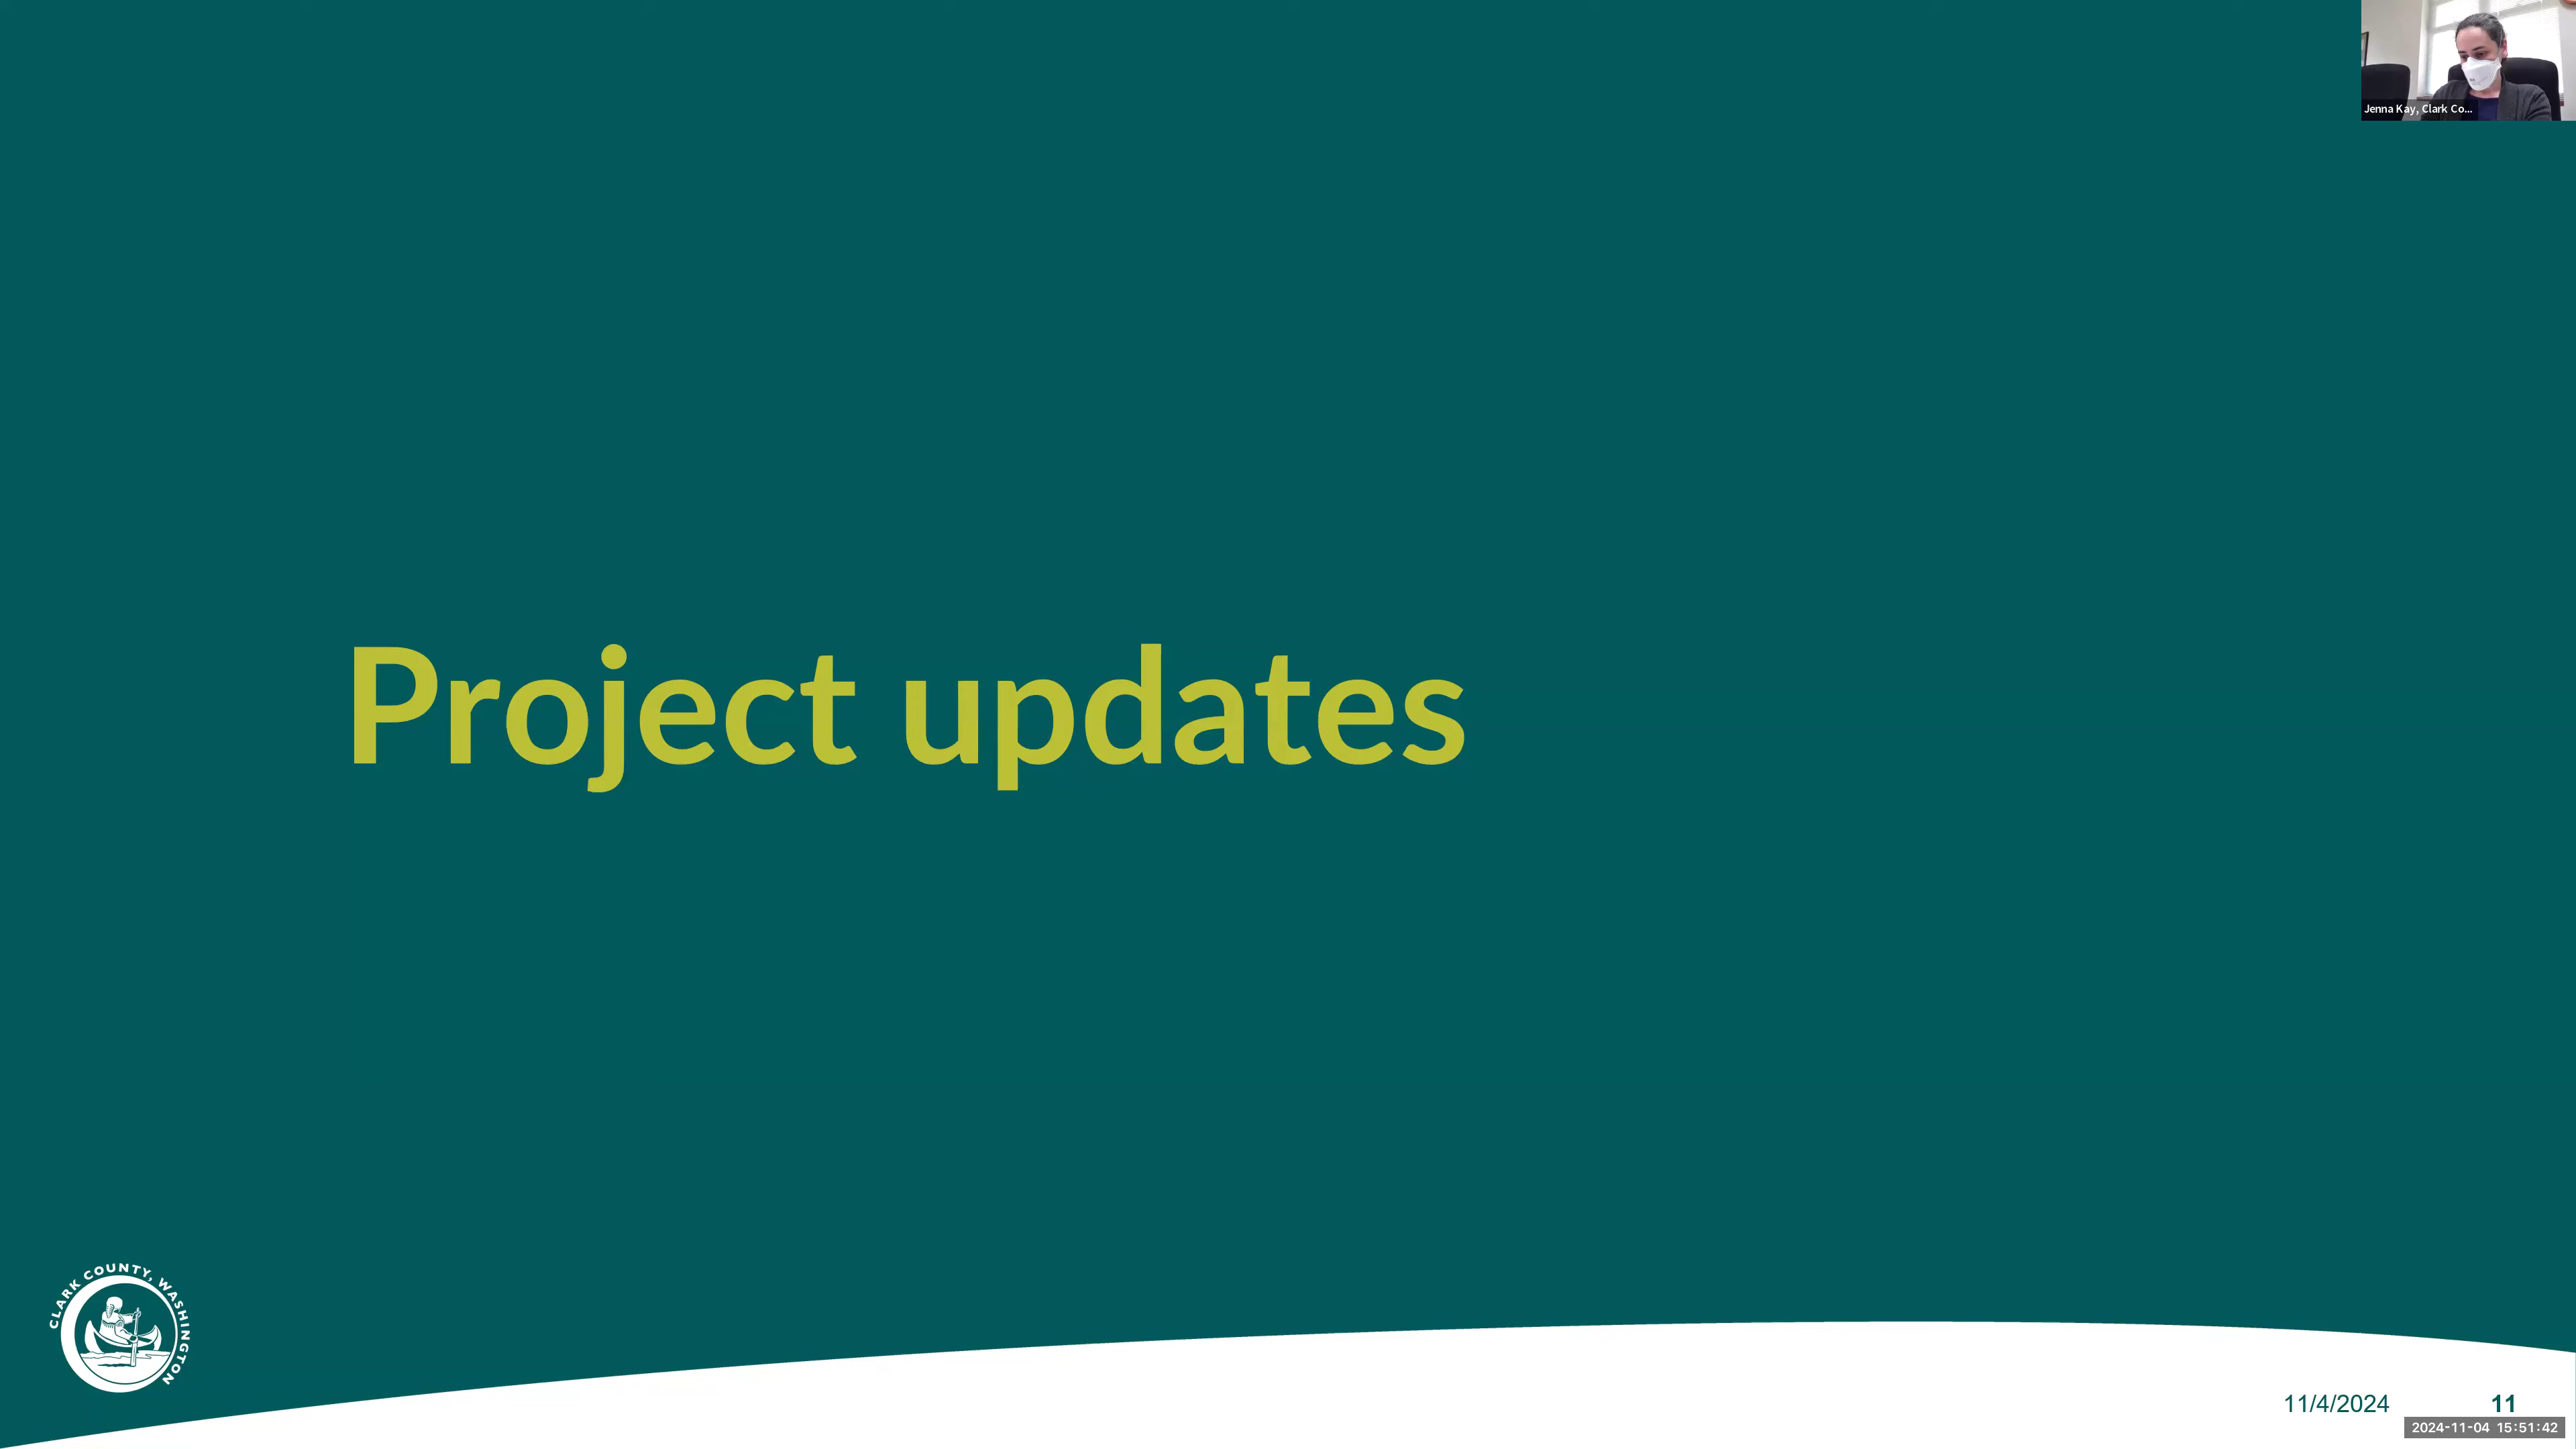 Jenna Kay, Clark Co...
Project updates
CLARK COUNTY, WASHINGTON
11/4/2024
11
2024-11-04 15:51:42